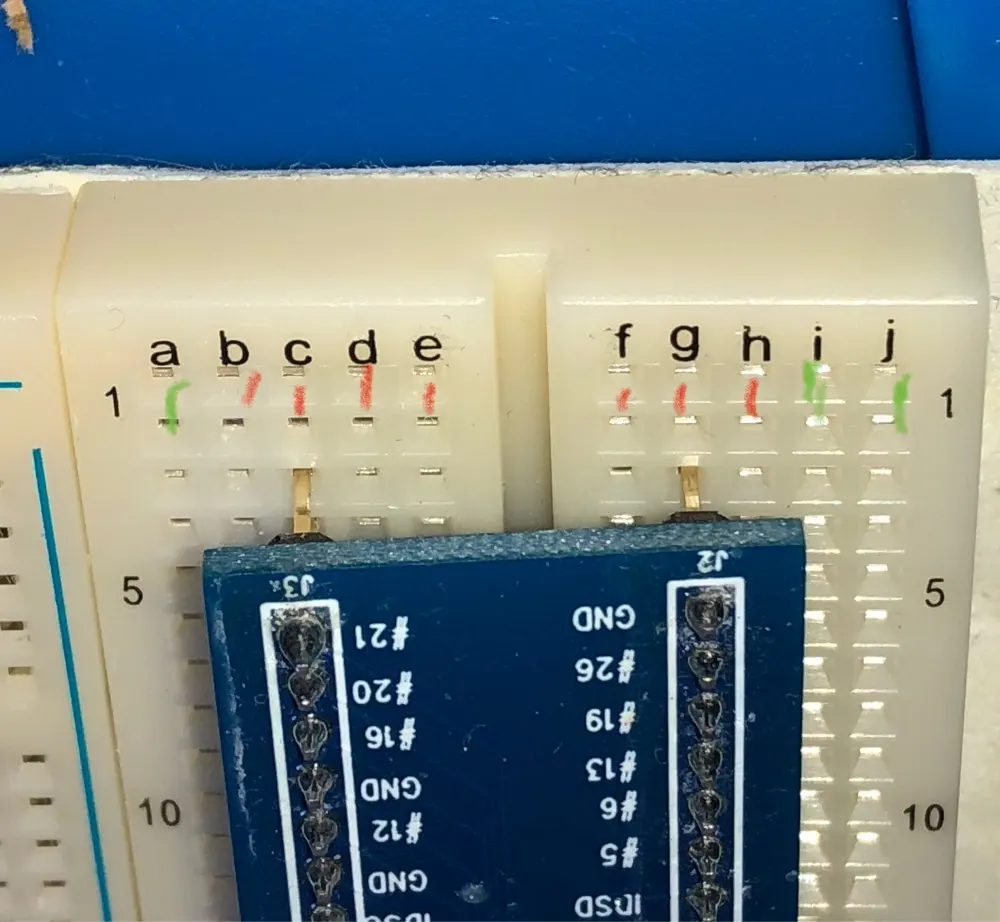 a b c d e f g h i j
1 1
J3 J2
#21 GND
5 5
#20 #26
#16 #19
GND #13
#12 #6
10 10
GND #5
IDSD